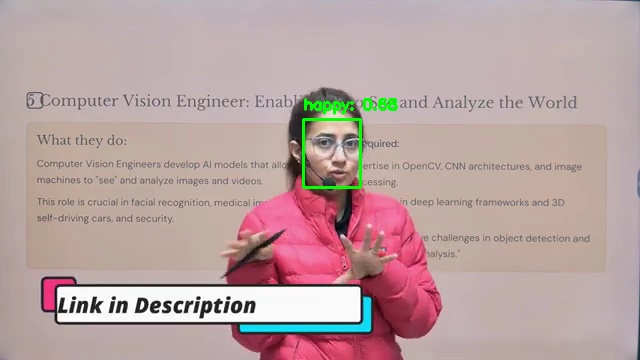 5 Computer Vision Engineer: Enabl and Analyze the World
happy: 0.66
What they do:
Computer Vision Engineers develop AI models that allo
machines to "see" and analyze images and videos.
This role is crucial in facial recognition, medical im
self-driving cars, and security.
quired:
ertise in OpenCV, CNN architectures, and image
cessing.
in deep learning frameworks and 3D
e challenges in object detection and
nalysis."
Link in Description